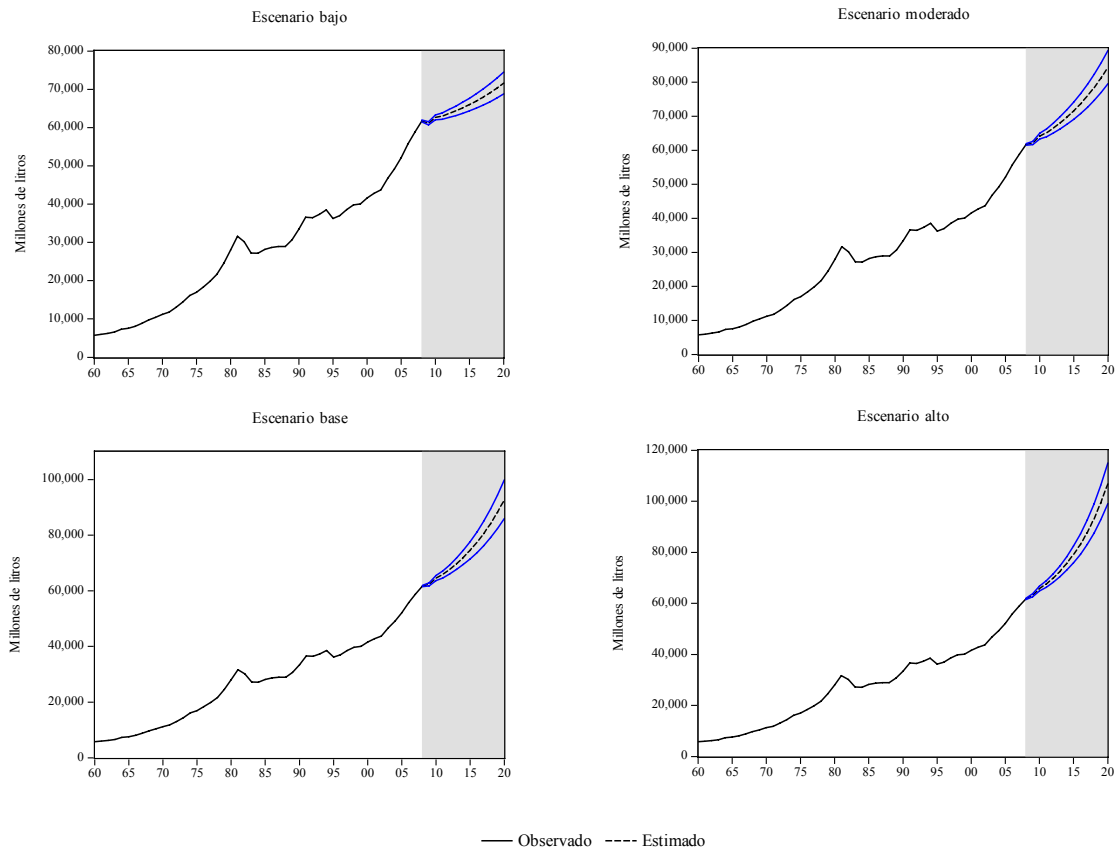 Escenario bajo
Millones de litros
80,000
70,000
60,000
50,000
40,000
30,000
20,000
10,000
0
60 65 70 75 80 85 90 95 00 05 10 15 20
Escenario moderado
Millones de litros
90,000
80,000
70,000
60,000
50,000
40,000
30,000
20,000
10,000
0
60 65 70 75 80 85 90 95 00 05 10 15 20
Escenario base
Millones de litros
100,000
80,000
60,000
40,000
20,000
0
60 65 70 75 80 85 90 95 00 05 10 15 20
Escenario alto
Millones de litros
120,000
100,000
80,000
60,000
40,000
20,000
0
60 65 70 75 80 85 90 95 00 05 10 15 20
Observado Estimado